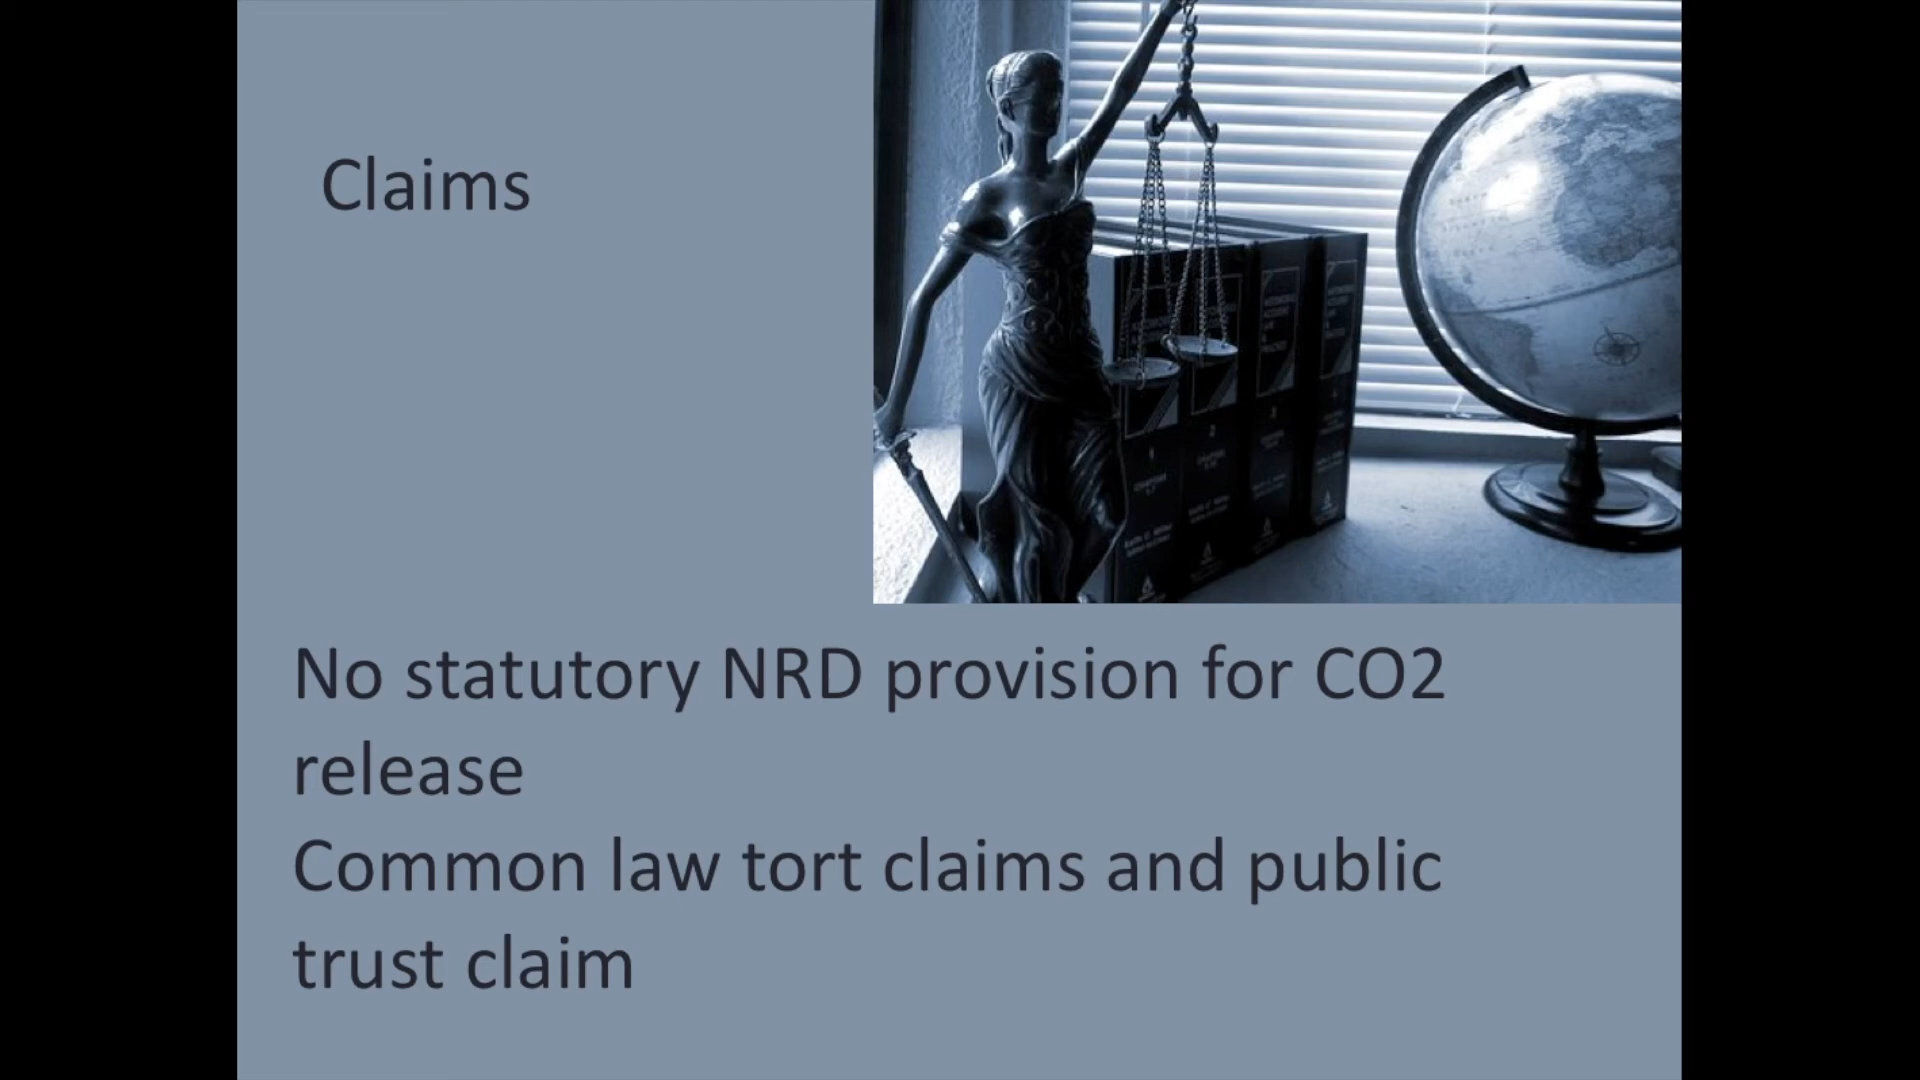 Claims
No statutory NRD provision for CO2
release
Common law tort claims and public
trust claim